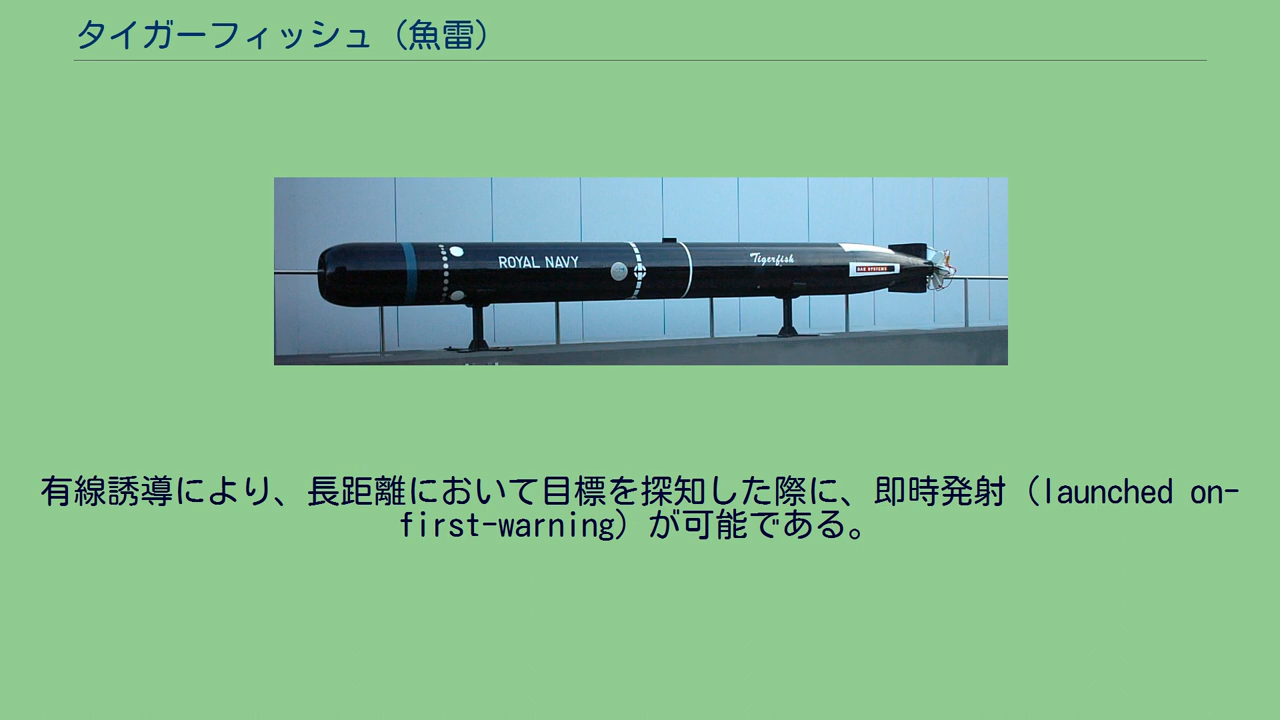 タイガーフィッシュ（魚雷）
ROYAL NAVY
Tigerfish
BAE SYSTEMS
有線誘導により、長距離において目標を探知した際に、即時発射（launched on-
first-warning）が可能である。